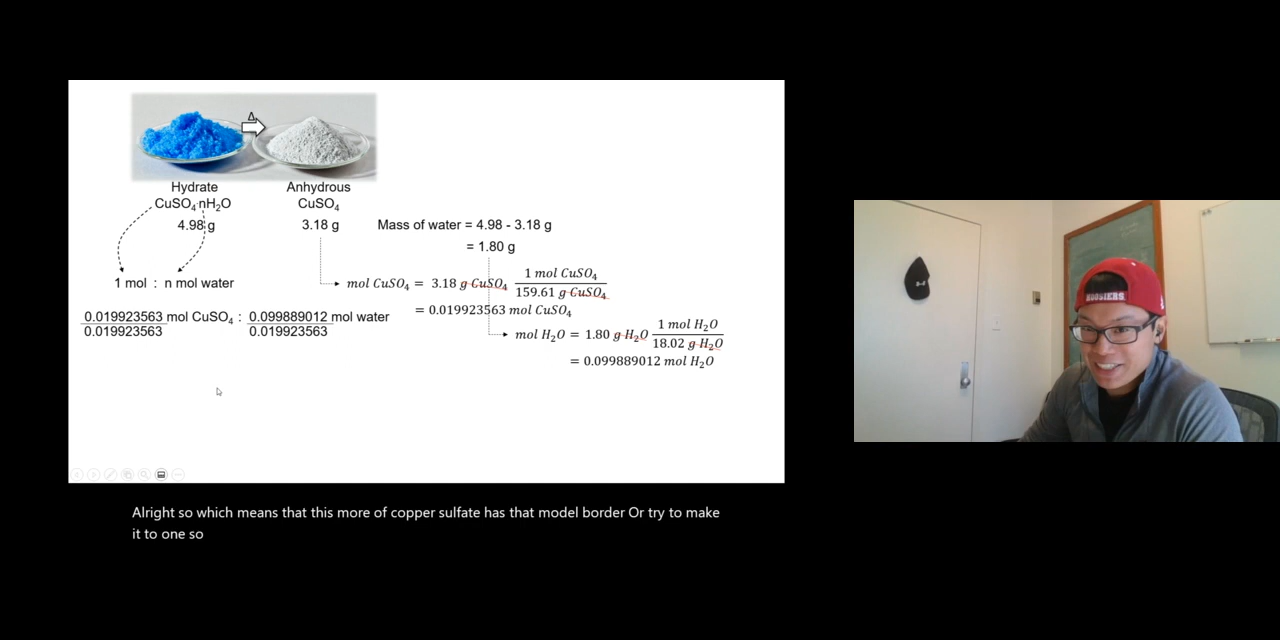 Δ
Hydrate
CuSO₄·nH₂O
4.98 g
Anhydrous
CuSO₄
3.18 g
Mass of water = 4.98 - 3.18 g
= 1.80 g
1 mol : n mol water
mol CuSO₄ = 3.18 g CuSO₄ 1 mol CuSO₄ / 159.61 g CuSO₄
= 0.019923563 mol CuSO₄
0.019923563 / 0.019923563 mol CuSO₄ : 0.099889012 / 0.019923563 mol water
mol H₂O = 1.80 g H₂O 1 mol H₂O / 18.02 g H₂O
= 0.099889012 mol H₂O
HOOSIERS
Alright so which means that this more of copper sulfate has that model border Or try to make
it to one so